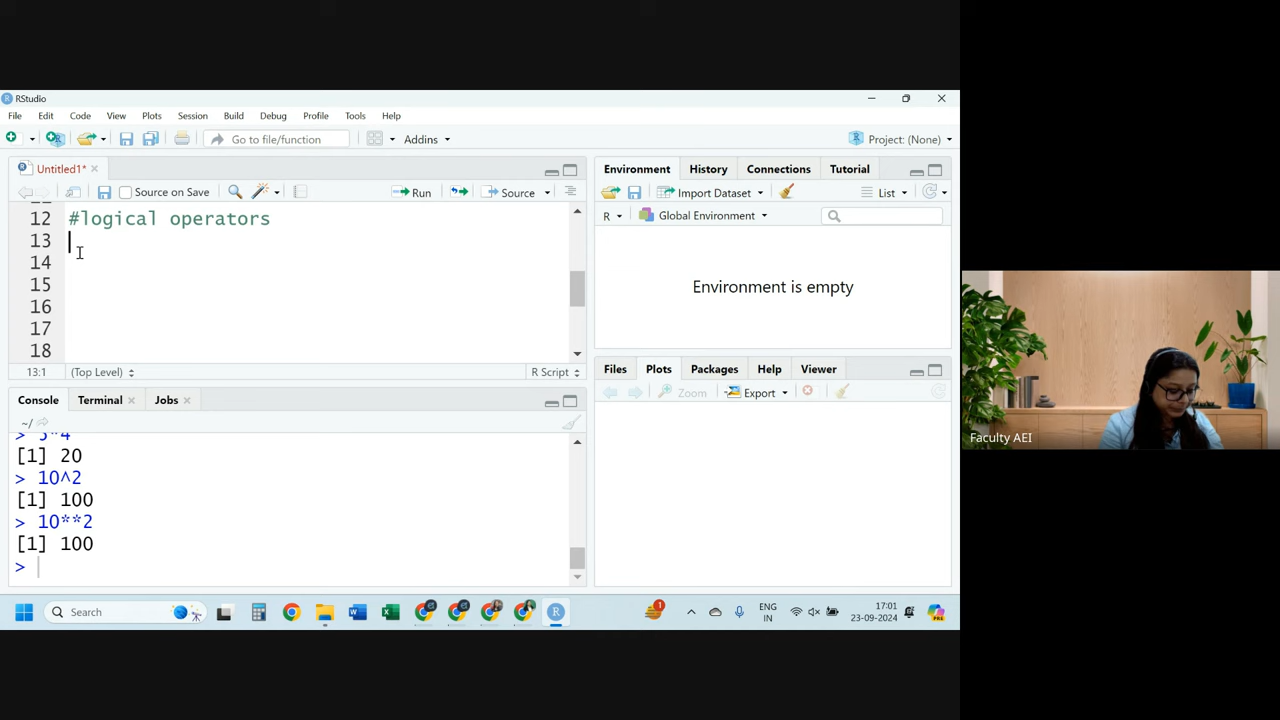 RStudio
File Edit Code View Plots Session Build Debug Profile Tools Help
Go to file/function Addins Project: (None)
Untitled1*
Source on Save Run Source
12 #logical operators
13
14
15
16
17
18
13:1 (Top Level) R Script
Console Terminal Jobs
~/
> 5*4
[1] 20
> 10^2
[1] 100
> 10**2
[1] 100
>
Environment History Connections Tutorial
Import Dataset List
R Global Environment
Environment is empty
Files Plots Packages Help Viewer
Zoom Export
Faculty AEI
Search
ENG
IN
17:01
23-09-2024